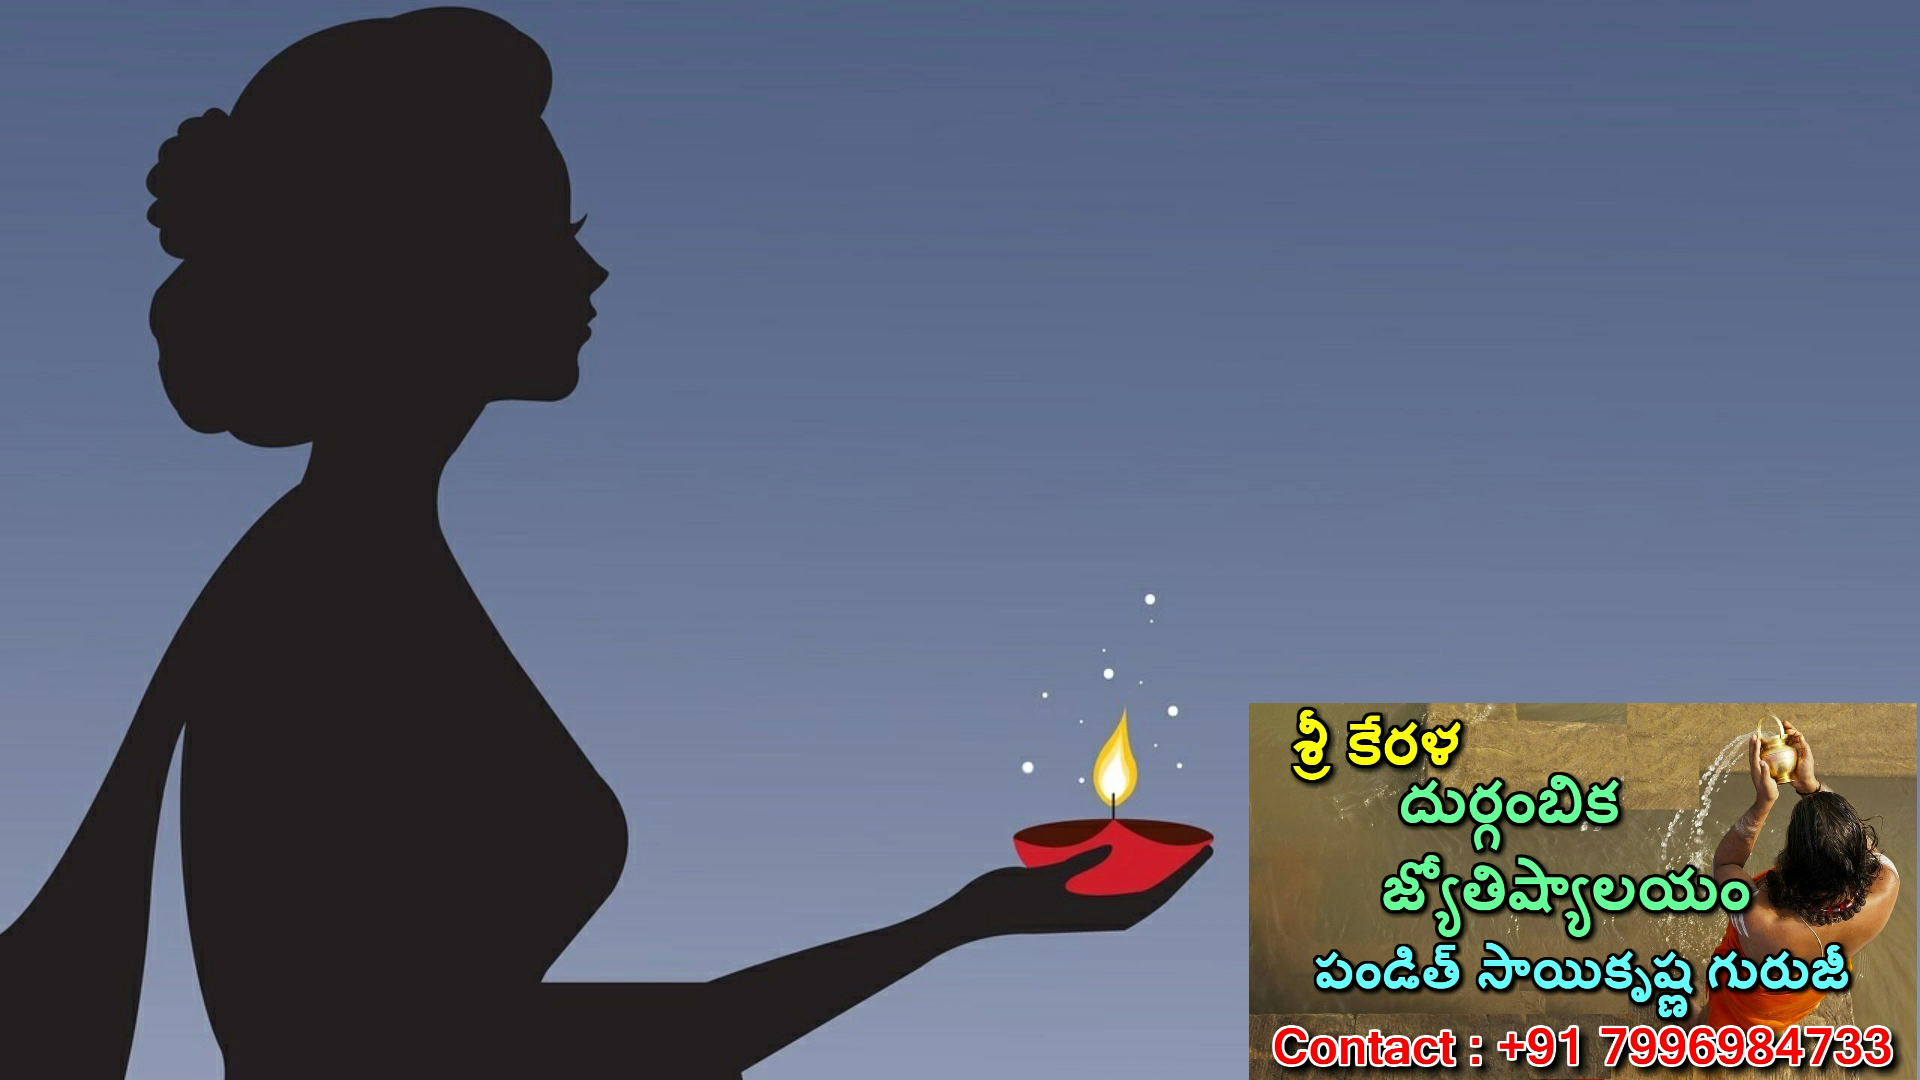 శ్రీ కేరళ
దుర్గంబిక
జ్యోతిష్యాలయం
పండిత్ సాయికృష్ణ గురుజీ
Contact : +91 7996984733